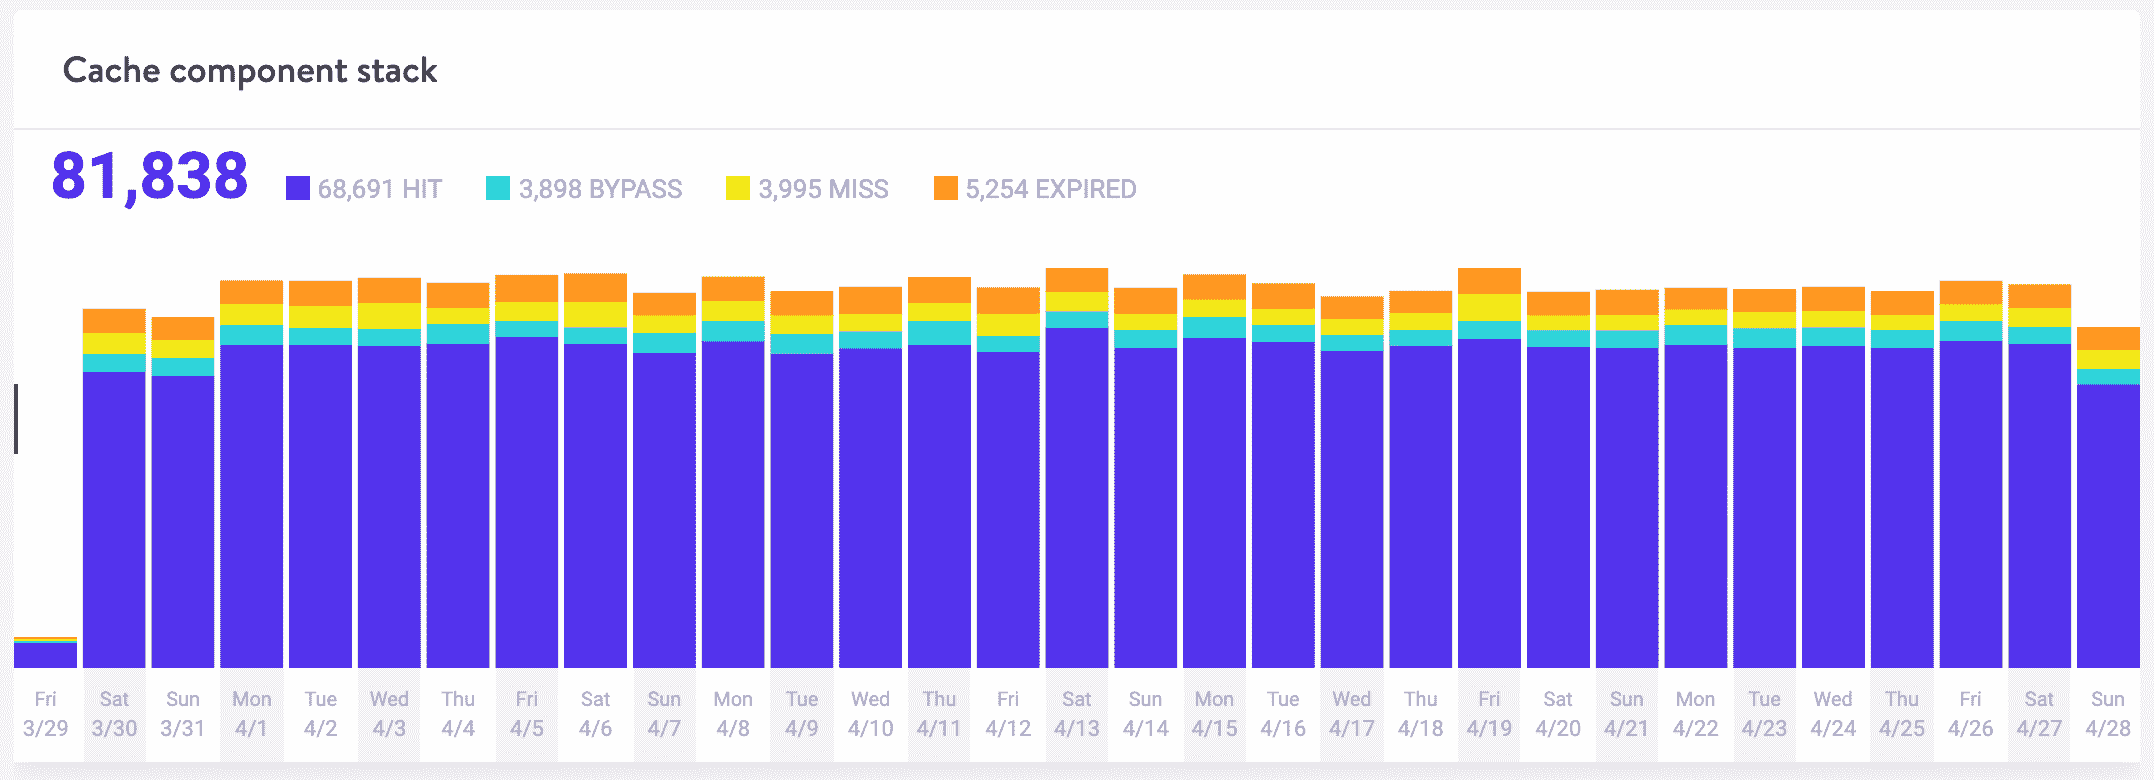 Cache component stack
81,838 68,691 HIT 3,898 BYPASS 3,995 MISS 5,254 EXPIRED
Fri Sat Sun Mon Tue Wed Thu Fri Sat Sun Mon Tue Wed Thu Fri Sat Sun Mon Tue Wed Thu Fri Sat Sun Mon Tue Wed Thu Fri Sat Sun
3/29 3/30 3/31 4/1 4/2 4/3 4/4 4/5 4/6 4/7 4/8 4/9 4/10 4/11 4/12 4/13 4/14 4/15 4/16 4/17 4/18 4/19 4/20 4/21 4/22 4/23 4/24 4/25 4/26 4/27 4/28